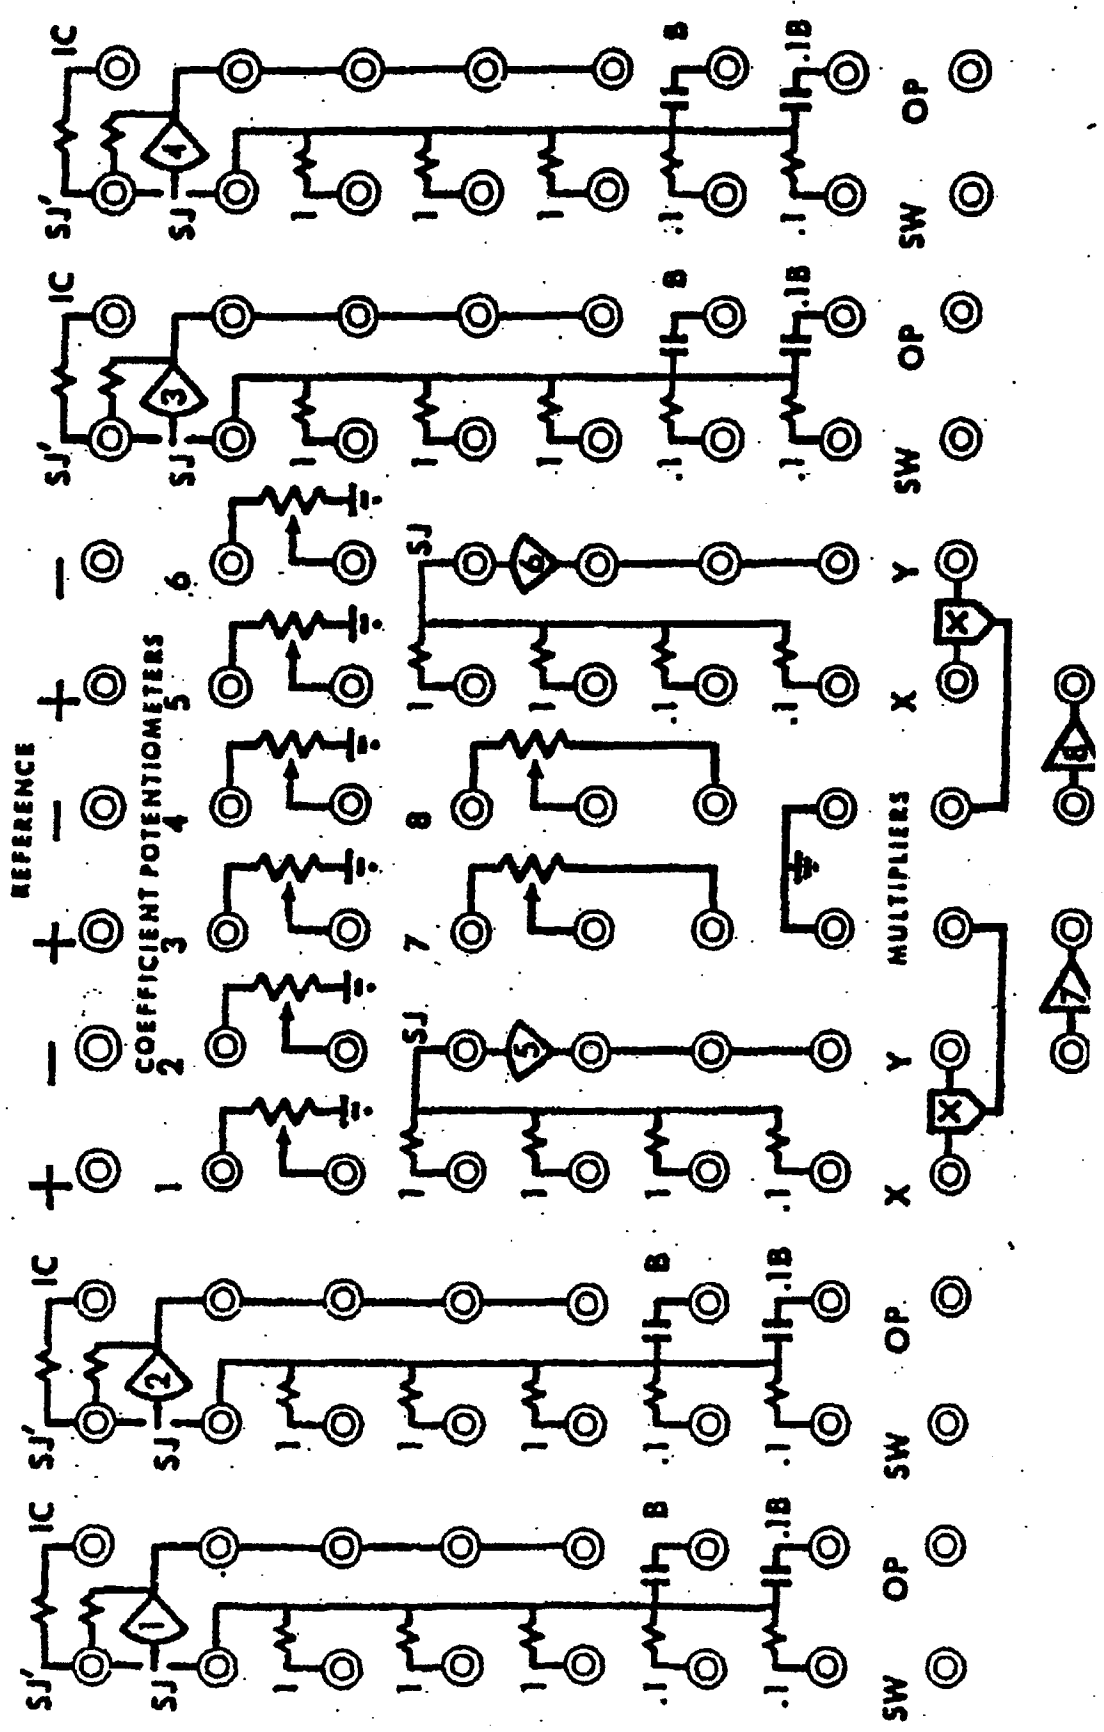 REFERENCE
SJ' IC SJ' IC + − + − + − SJ' IC SJ' IC
COEFFICIENT POTENTIOMETERS
SJ 1 SJ 2 1 2 3 4 5 6 SJ 3 SJ 4
1 1 1 1
1 1 1 SJ 7 8 1 SJ 1 1
1 1 1 5 1 6 1 1
.1 B .1 B 1 .1 .1 B .1 B
.1 .1B .1 .1B .1 .1 .1 .1B .1 .1B
SW OP SW OP X Y MULTIPLIERS X Y SW OP SW OP
X X
7 8